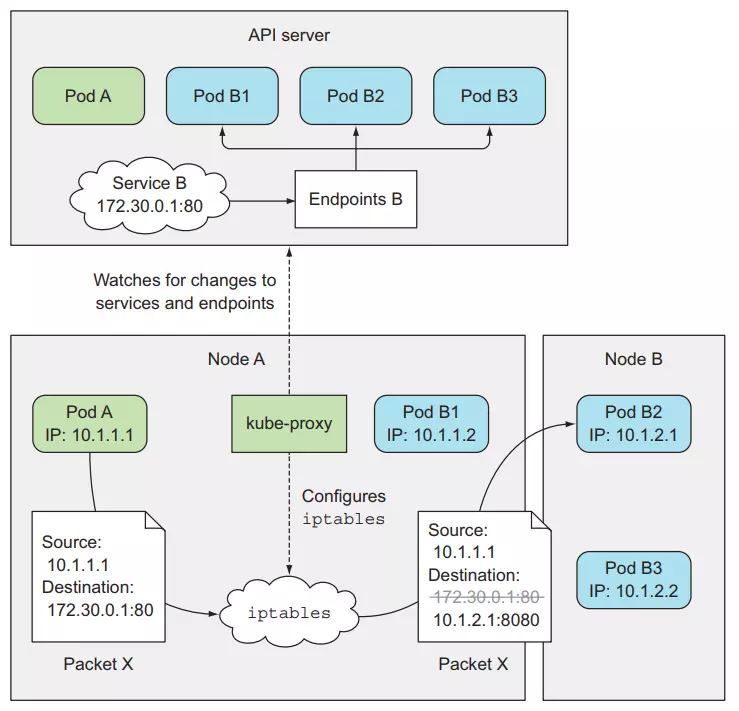 API server
Pod A
Pod B1
Pod B2
Pod B3
Service B
172.30.0.1:80
Endpoints B
Watches for changes to
services and endpoints
Node A
Node B
Pod A
IP: 10.1.1.1
kube-proxy
Pod B1
IP: 10.1.1.2
Pod B2
IP: 10.1.2.1
Configures
iptables
Source:
10.1.1.1
Destination:
172.30.0.1:80
Packet X
iptables
Source:
10.1.1.1
Destination:
172.30.0.1:80
10.1.2.1:8080
Packet X
Pod B3
IP: 10.1.2.2